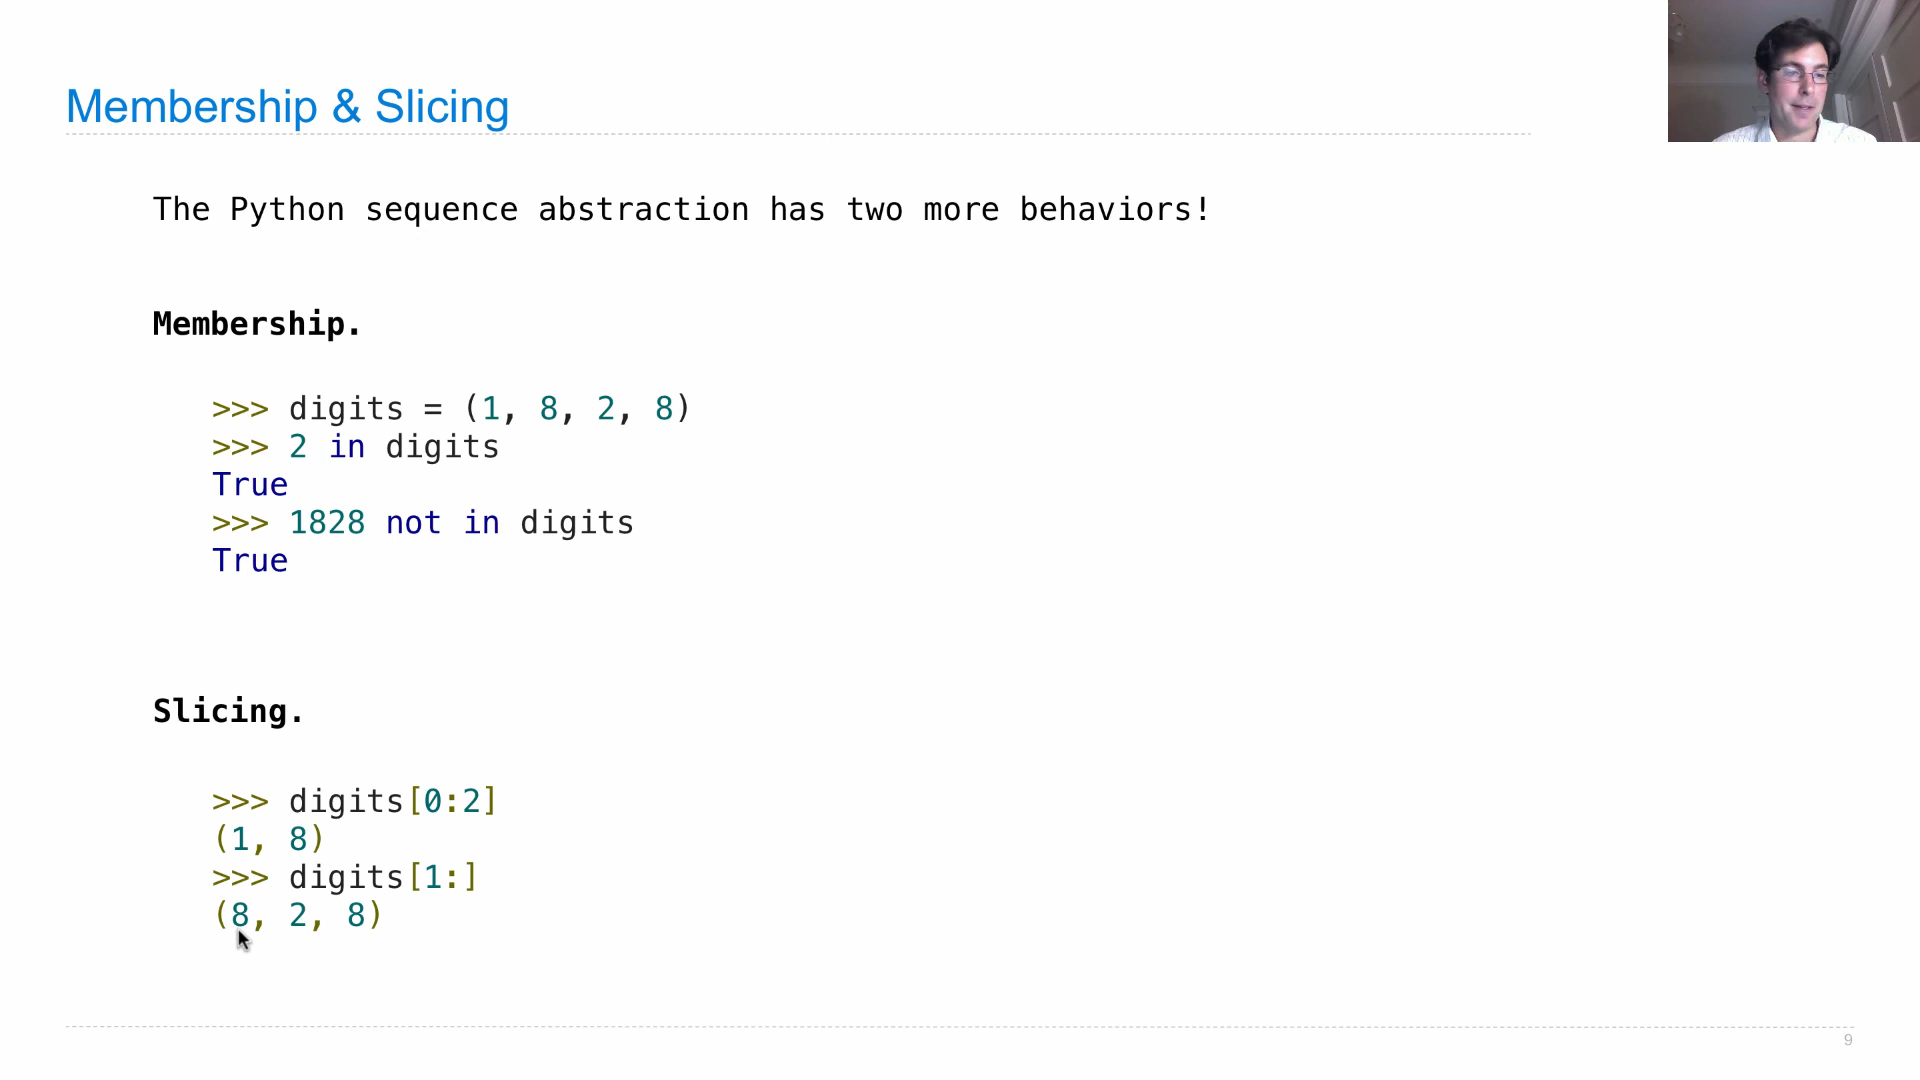 Membership & Slicing
The Python sequence abstraction has two more behaviors!
Membership.
>>> digits = (1, 8, 2, 8)
>>> 2 in digits
True
>>> 1828 not in digits
True
Slicing.
>>> digits[0:2]
(1, 8)
>>> digits[1:]
(8, 2, 8)
9